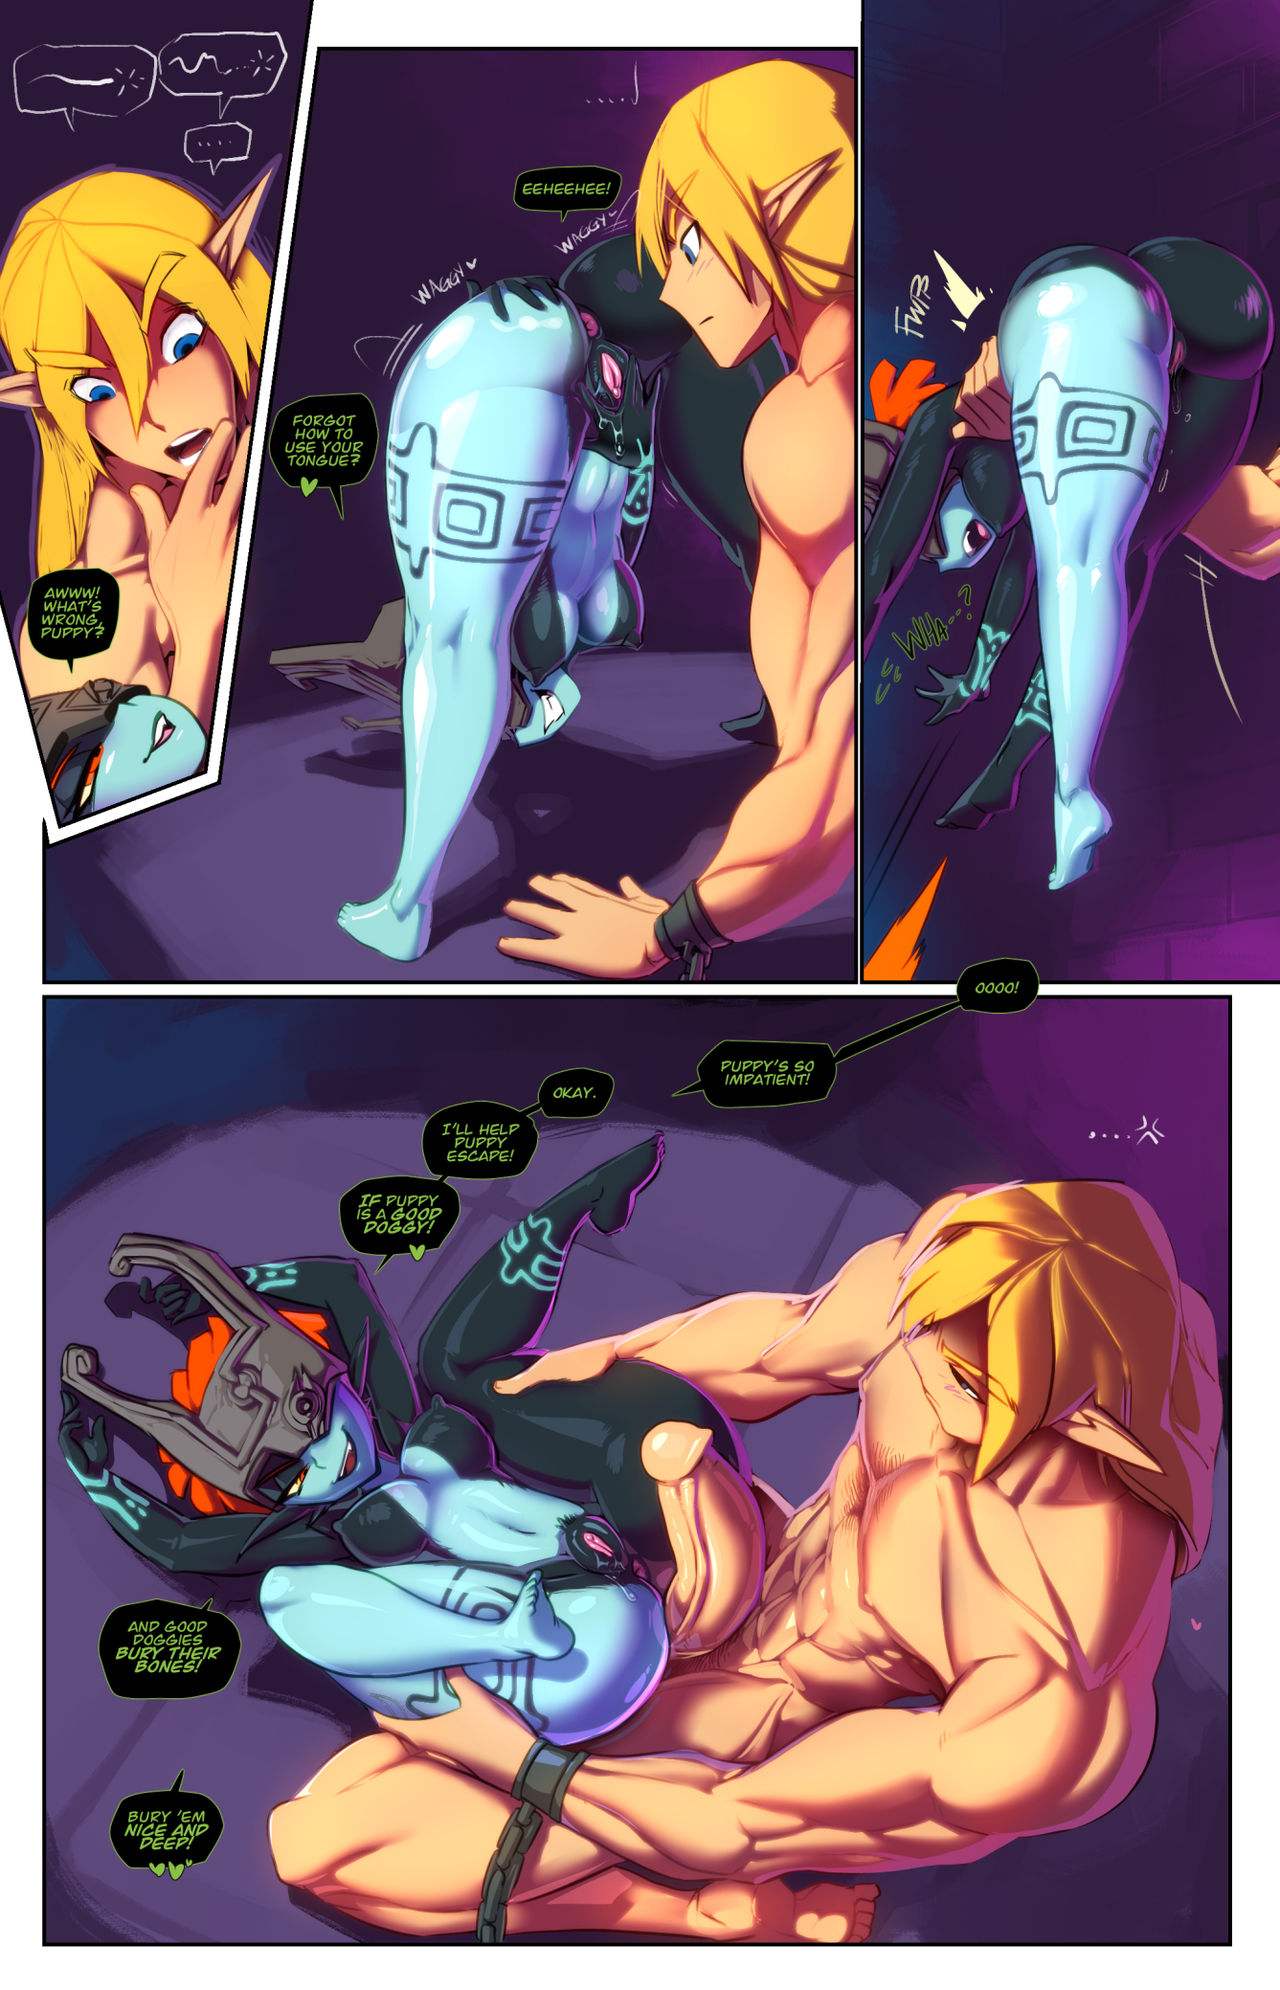 AWWW!
WHAT'S
WRONG,
PUPPY?
EEHEEHEE!
WAGGY
WAGGY
FORGOT
HOW TO
USE YOUR
TONGUE?
FWIPS
WHA...?
OOOO!
PUPPY'S SO
IMPATIENT!
OKAY.
I'LL HELP
PUPPY
ESCAPE!
IF PUPPY
IS A GOOD
DOGGY!
AND GOOD
DOGGIES
BURY THEIR
BONES!
BURY 'EM
NICE AND
DEEP!